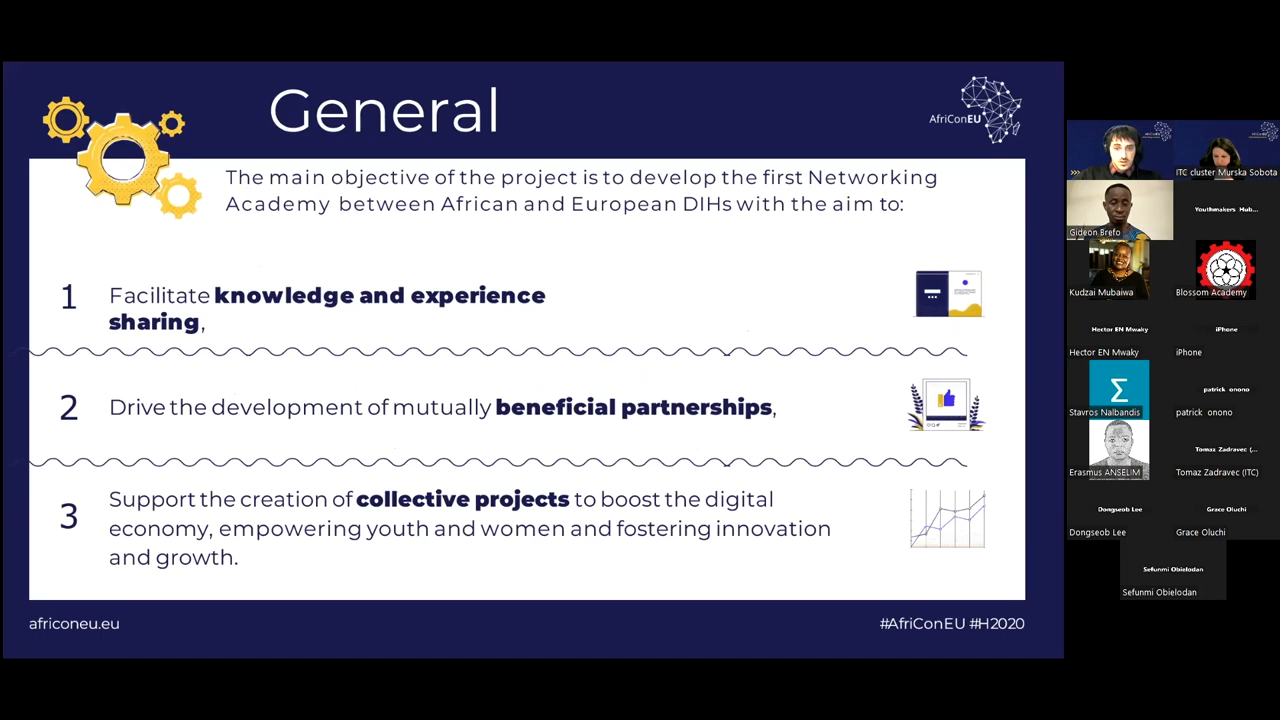 General
AfriConEU
The main objective of the project is to develop the first Networking
Academy between African and European DIHs with the aim to:
1
Facilitate knowledge and experience
sharing,
2
Drive the development of mutually beneficial partnerships,
3
Support the creation of collective projects to boost the digital
economy, empowering youth and women and fostering innovation
and growth.
africoneu.eu
#AfriConEU #H2020
ITC cluster Murska Sobota
Gideon Brefo
Youthmakers Hub...
Kudzai Mubaiwa
Blossom Academy
Hector EN Mwaky
Hector EN Mwaky
iPhone
iPhone
Σ
Stavros Nalbandis
patrick onono
patrick onono
Erasmus ANSELIM
Tomaz Zadravec (...
Tomaz Zadravec (ITC)
Dongseob Lee
Dongseob Lee
Grace Oluchi
Grace Oluchi
Sefunmi Obielodan
Sefunmi Obielodan